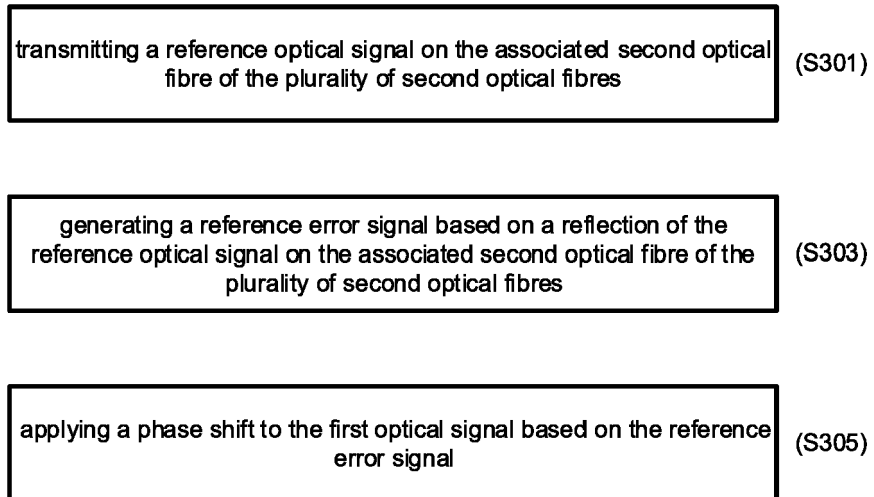 transmitting a reference optical signal on the associated second optical
fibre of the plurality of second optical fibres
(S301)
generating a reference error signal based on a reflection of the
reference optical signal on the associated second optical fibre of the
plurality of second optical fibres
(S303)
applying a phase shift to the first optical signal based on the reference
error signal
(S305)